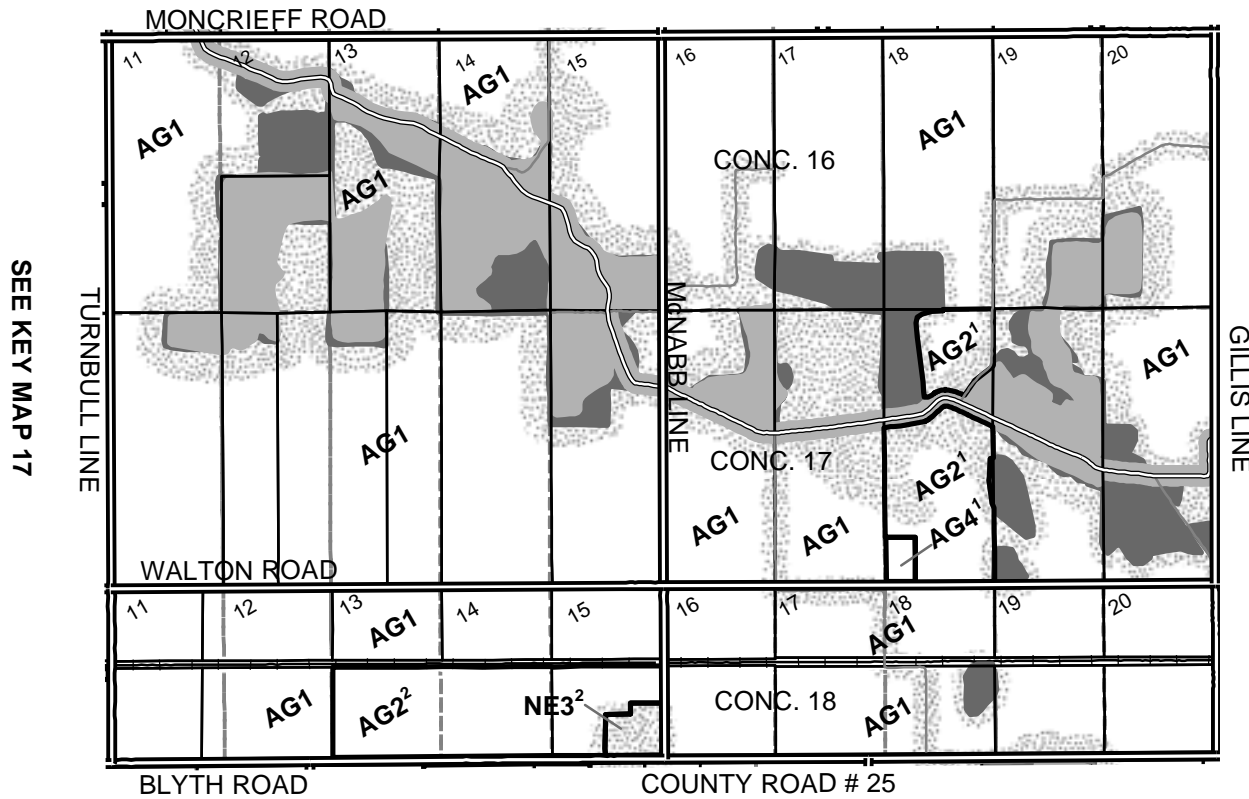 MONCRIEFF ROAD
11
12
13
14
15
16
17
18
19
20
AG1
AG1
AG1
AG1
CONC. 16
SEE KEY MAP 17
TURNBULL LINE
McNABB LINE
GILLIS LINE
AG2¹
AG1
AG1
CONC. 17
AG2¹
AG1
AG1
AG4¹
WALTON ROAD
11
12
13
14
15
16
17
18
19
20
AG1
AG1
AG1
AG2²
NE3²
CONC. 18
AG1
BLYTH ROAD
COUNTY ROAD # 25